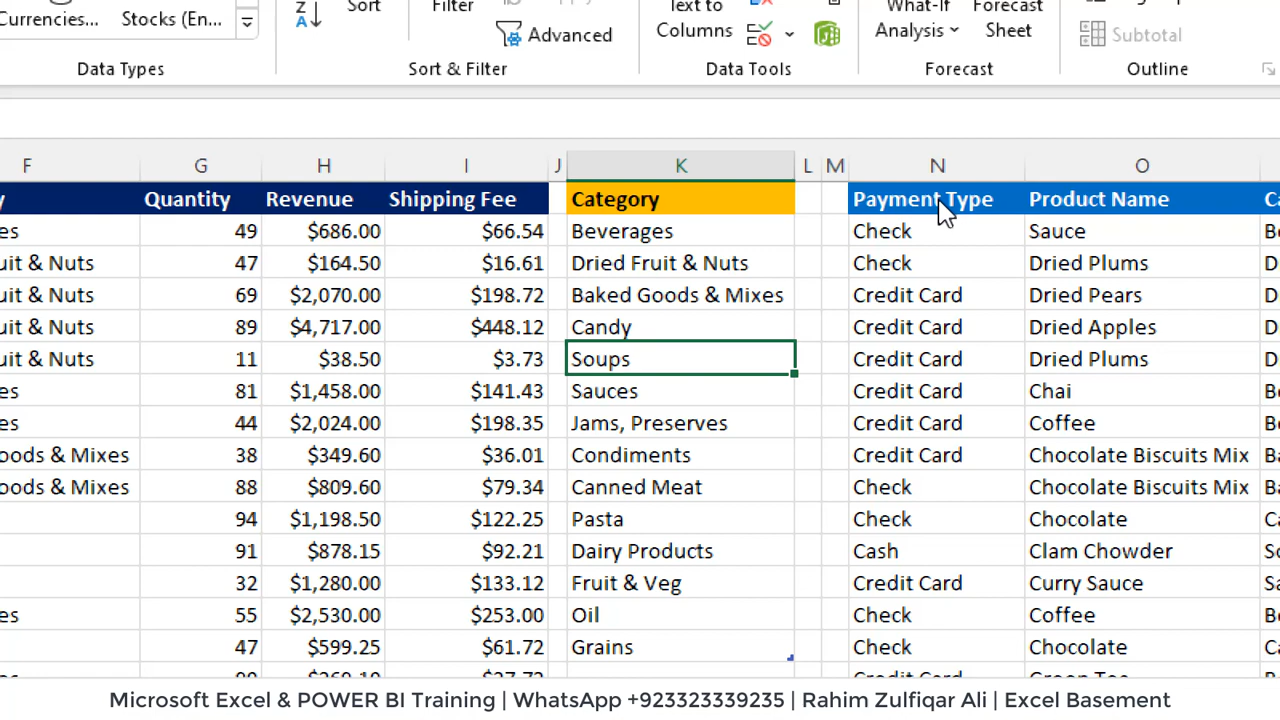 Currencies... Stocks (En... Sort Filter Advanced Text to Columns What-If Analysis Forecast Sheet Subtotal
Data Types Sort & Filter Data Tools Forecast Outline
F G H I J K L M N O
Quantity Revenue Shipping Fee Category Payment Type Product Name
49 $686.00 $66.54 Beverages Check Sauce
& Nuts 47 $164.50 $16.61 Dried Fruit & Nuts Check Dried Plums
& Nuts 69 $2,070.00 $198.72 Baked Goods & Mixes Credit Card Dried Pears
& Nuts 89 $4,717.00 $448.12 Candy Credit Card Dried Apples
& Nuts 11 $38.50 $3.73 Soups Credit Card Dried Plums
81 $1,458.00 $141.43 Sauces Credit Card Chai
44 $2,024.00 $198.35 Jams, Preserves Credit Card Coffee
& Mixes 38 $349.60 $36.01 Condiments Credit Card Chocolate Biscuits Mix
& Mixes 88 $809.60 $79.34 Canned Meat Check Chocolate Biscuits Mix
94 $1,198.50 $122.25 Pasta Check Chocolate
91 $878.15 $92.21 Dairy Products Cash Clam Chowder
32 $1,280.00 $133.12 Fruit & Veg Credit Card Curry Sauce
55 $2,530.00 $253.00 Oil Check Coffee
47 $599.25 $61.72 Grains Check Chocolate
Microsoft Excel & POWER BI Training | WhatsApp +923323339235 | Rahim Zulfiqar Ali | Excel Basement